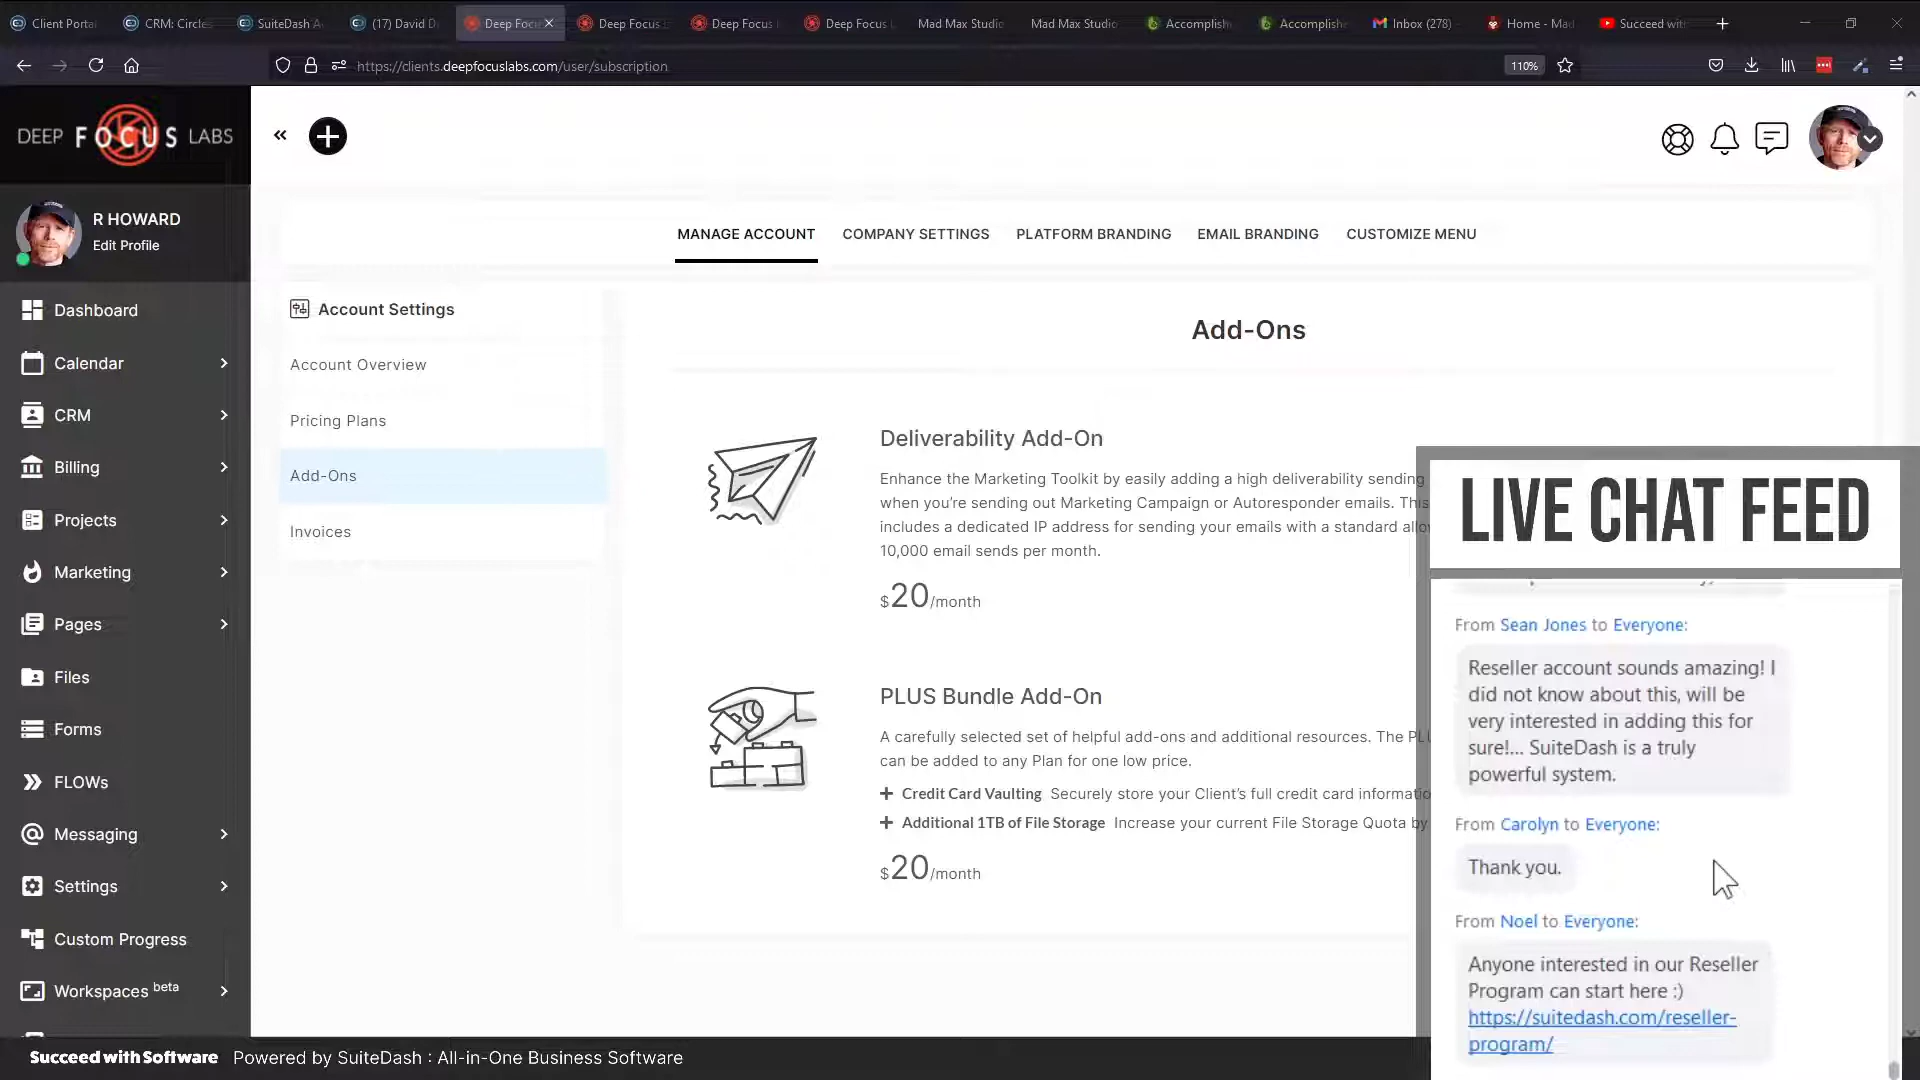 Client Porta
CRM: Circle
SuiteDash A
(17) David D
Deep Foc
Deep Focus
Deep Focus
Deep Focus
Mad Max Studio
Mad Max Studio
Accomplish
Accomplishe
Inbox (278)
Home - Mad
Succeed with
https://clients.deepfocuslabs.com/user/subscription
110%
DEEP FOCUS LABS
R HOWARD
Edit Profile
Dashboard
Calendar
CRM
Billing
Projects
Marketing
Pages
Files
Forms
FLOWs
Messaging
Settings
Custom Progress
Workspaces beta
MANAGE ACCOUNT
COMPANY SETTINGS
PLATFORM BRANDING
EMAIL BRANDING
CUSTOMIZE MENU
Account Settings
Account Overview
Pricing Plans
Add-Ons
Invoices
Add-Ons
Deliverability Add-On
Enhance the Marketing Toolkit by easily adding a high deliverability sending
when you're sending out Marketing Campaign or Autoresponder emails. This
includes a dedicated IP address for sending your emails with a standard allo
10,000 email sends per month.
$20/month
PLUS Bundle Add-On
A carefully selected set of helpful add-ons and additional resources. The PLU
can be added to any Plan for one low price.
Credit Card Vaulting Securely store your Client's full credit card informatio
Additional 1TB of File Storage Increase your current File Storage Quota by
$20/month
LIVE CHAT FEED
From Sean Jones to Everyone:
Reseller account sounds amazing! I
did not know about this, will be
very interested in adding this for
sure!... SuiteDash is a truly
powerful system.
From Carolyn to Everyone:
Thank you.
From Noel to Everyone:
Anyone interested in our Reseller
Program can start here :)
https://suitedash.com/reseller-
program/
Succeed with Software Powered by SuiteDash : All-in-One Business Software